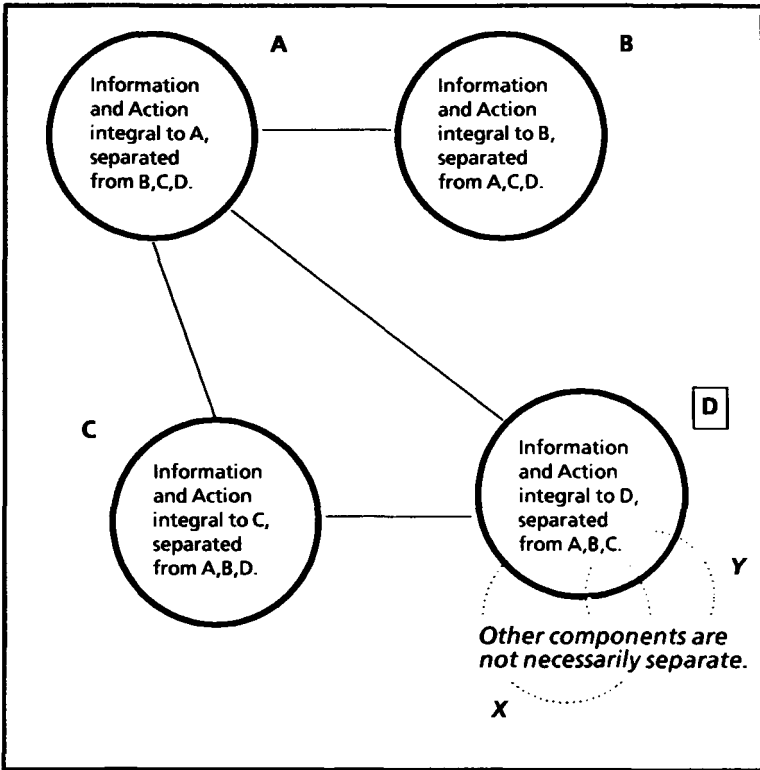 A
Information
and Action
integral to A,
separated
from B,C,D.
B
Information
and Action
integral to B,
separated
from A,C,D.
C
Information
and Action
integral to C,
separated
from A,B,D.
D
Information
and Action
integral to D,
separated
from A,B,C.
Y
Other components are
not necessarily separate.
X